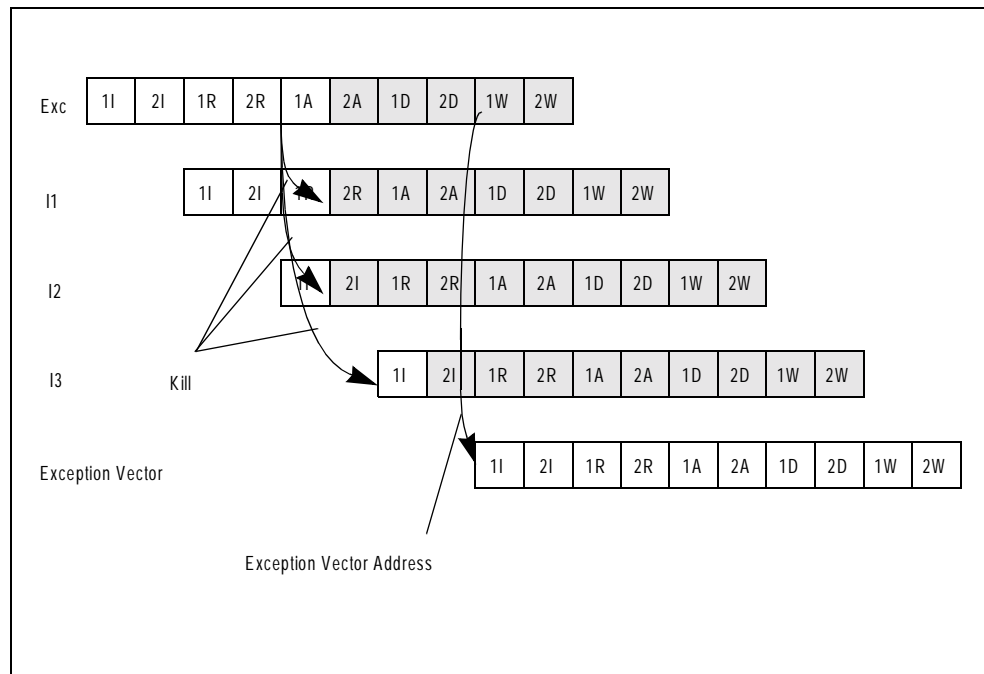 Exc 1I 2I 1R 2R 1A 2A 1D 2D 1W 2W
I1 1I 2I 1R 2R 1A 2A 1D 2D 1W 2W
I2 1I 2I 1R 2R 1A 2A 1D 2D 1W 2W
I3 1I 2I 1R 2R 1A 2A 1D 2D 1W 2W
Kill
Exception Vector 1I 2I 1R 2R 1A 2A 1D 2D 1W 2W
Exception Vector Address